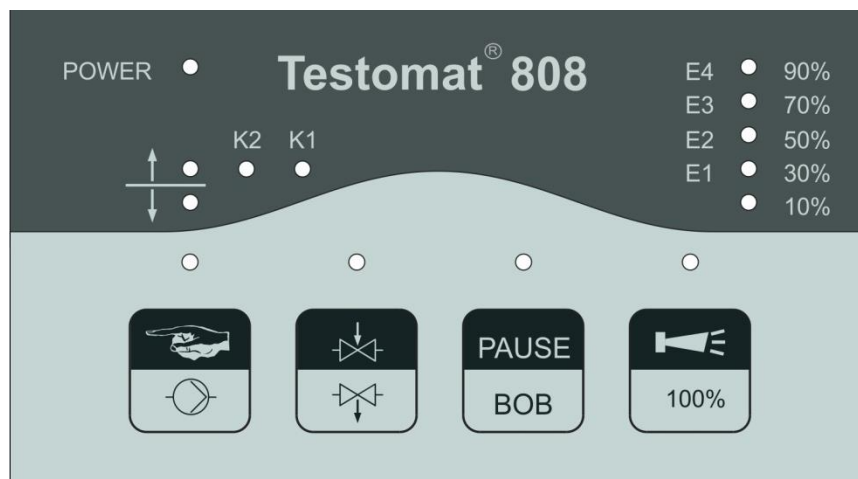 POWER
Testomat® 808
E4 90%
E3 70%
K2 K1
E2 50%
E1 30%
10%
PAUSE
BOB
100%